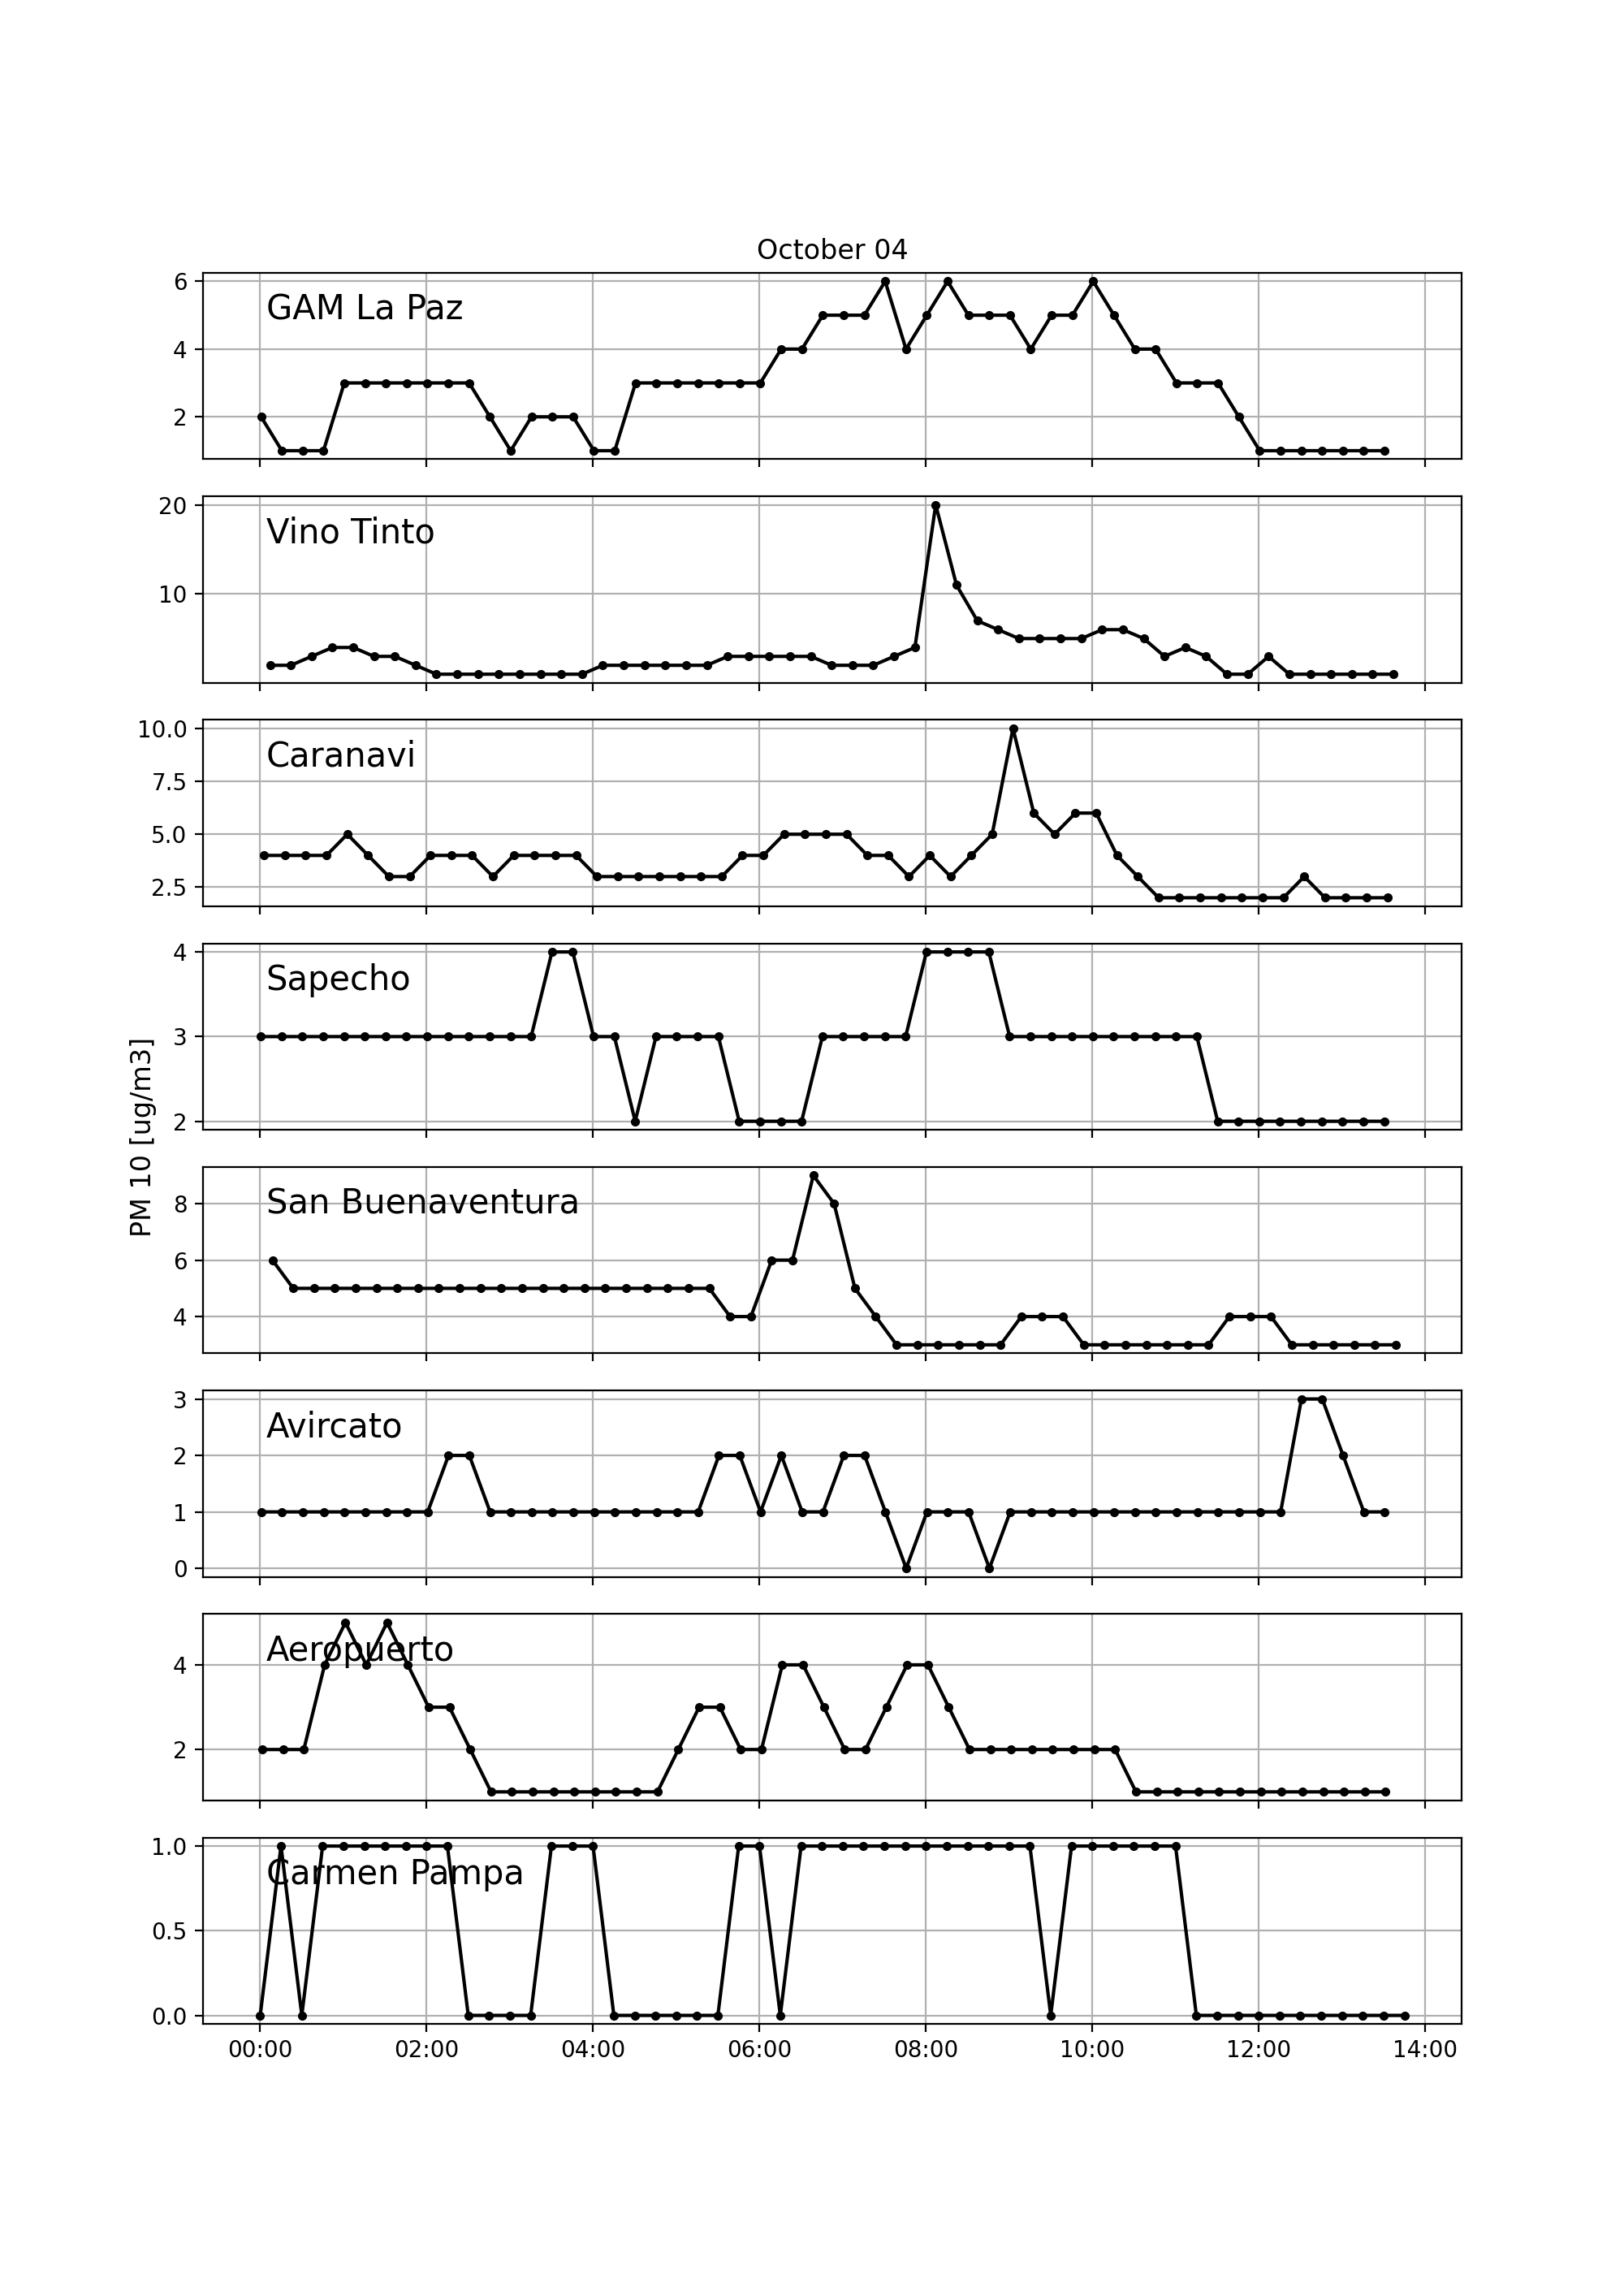 October 04
6
GAM La Paz
4
2
20
Vino Tinto
10
10.0
Caranavi
7.5
5.0
2.5
4
Sapecho
3
2
PM 10 [ug/m3]
San Buenaventura
8
6
4
3
Avircato
2
1
0
Aeropuerto
4
2
1.0
Carmen Pampa
0.5
0.0
00:00 02:00 04:00 06:00 08:00 10:00 12:00 14:00